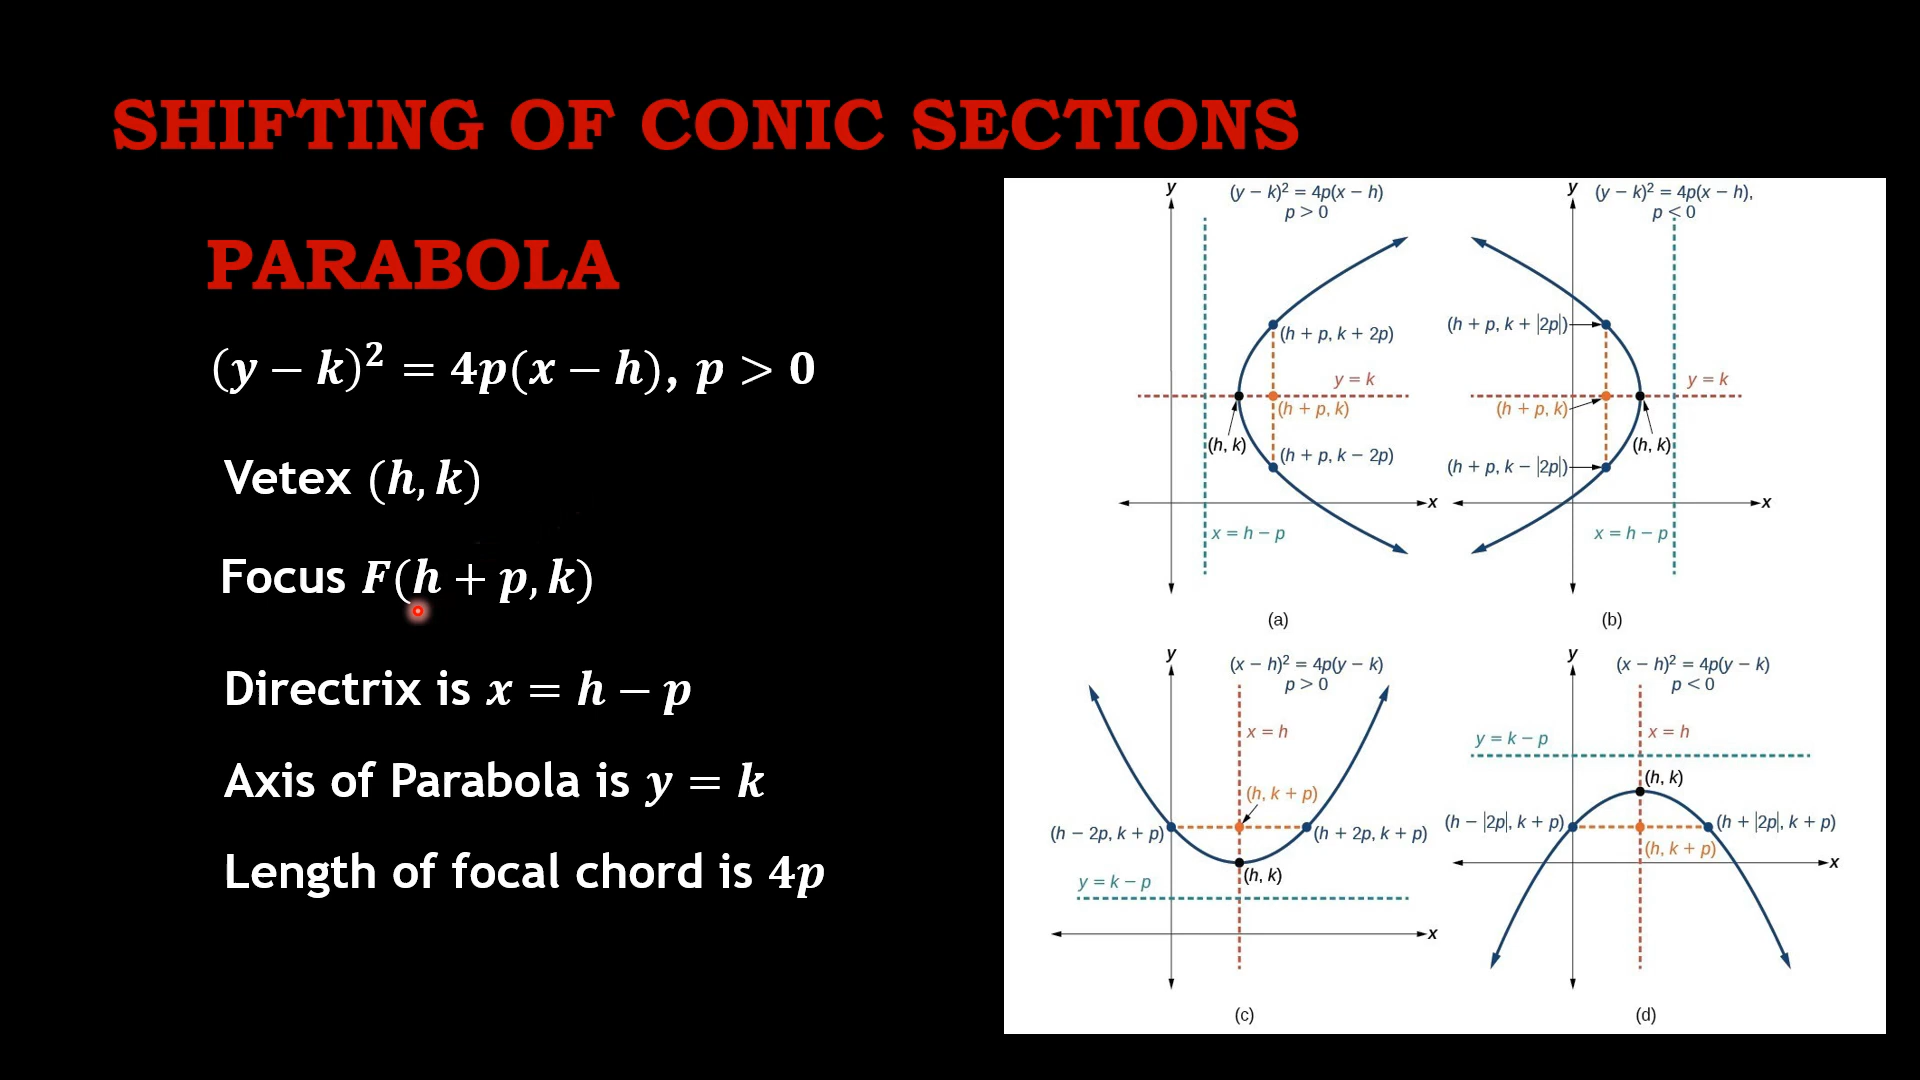 SHIFTING OF CONIC SECTIONS
PARABOLA
(y − k)² = 4p(x − h), p > 0
Vetex (h, k)
Focus F(h + p, k)
Directrix is x = h − p
Axis of Parabola is y = k
Length of focal chord is 4p
y
(y − k)² = 4p(x − h)
p > 0
(h + p, k + 2p)
y = k
(h + p, k)
(h, k)
(h + p, k − 2p)
x
x = h − p
(a)
y
(y − k)² = 4p(x − h),
p < 0
(h + p, k + |2p|)
y = k
(h + p, k)
(h, k)
(h + p, k − |2p|)
x
x = h − p
(b)
y
(x − h)² = 4p(y − k)
p > 0
x = h
(h, k + p)
(h − 2p, k + p)
(h + 2p, k + p)
(h, k)
y = k − p
x
(c)
y
(x − h)² = 4p(y − k)
p < 0
x = h
y = k − p
(h, k)
(h − |2p|, k + p)
(h + |2p|, k + p)
(h, k + p)
x
(d)